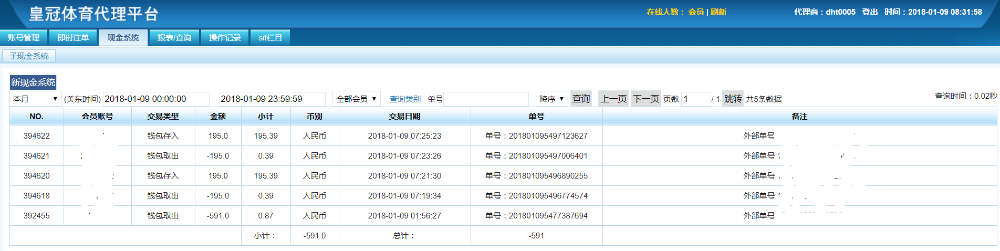 皇冠体育代理平台
在线人数： 会员 | 刷新 代理商：dht0005 登出 时间：2018-01-09 08:31:58
账号管理 即时注单 现金系统 报表/查询 操作记录 sit栏目
子现金系统
新现金系统
本月 (美东时间) 2018-01-09 00:00:00 - 2018-01-09 23:59:59 全部会员 查询类别 单号 降序 查询 上一页 下一页 页数 1 / 1 跳转 共5条数据 查询时间：0.02秒
NO. 会员账号 交易类型 金额 小计 币别 交易日期 单号 备注
394622 钱包存入 195.0 195.39 人民币 2018-01-09 07:25:23 单号：201801095497123627 外部单号
394621 钱包取出 -195.0 0.39 人民币 2018-01-09 07:23:26 单号：201801095497006401 外部单号:
394620 钱包存入 195.0 195.39 人民币 2018-01-09 07:21:30 单号：201801095496890255 外部单号:
394618 钱包取出 -195.0 0.39 人民币 2018-01-09 07:19:34 单号：201801095496774574 外部单号:
392455 钱包取出 -591.0 0.87 人民币 2018-01-09 01:56:27 单号：201801095477387694 外部单号
小计： -591.0 总计： -591